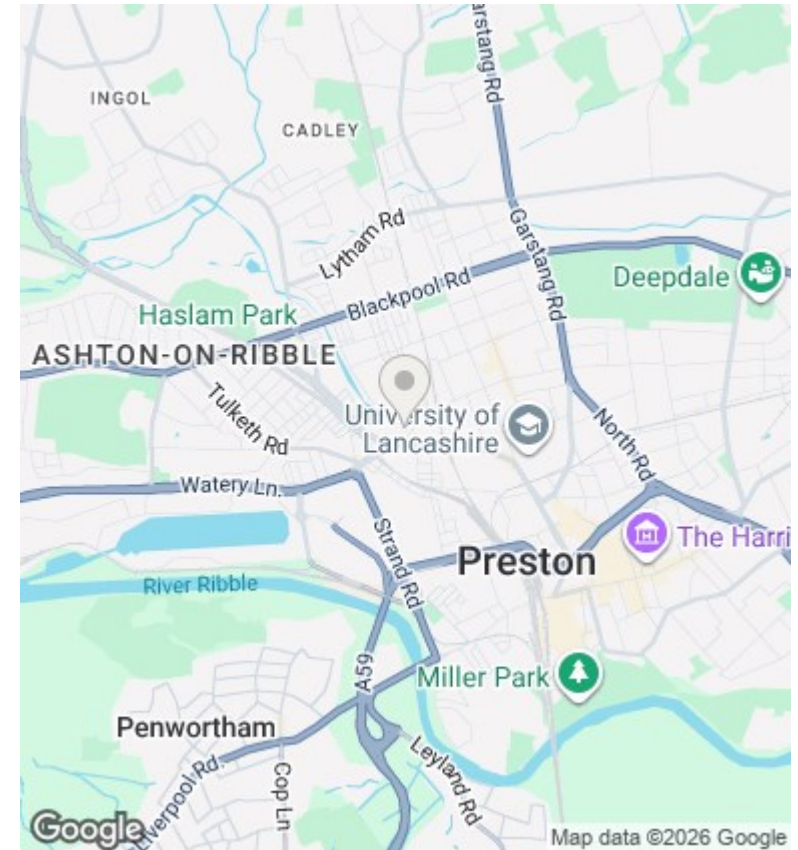 arstang Rd
INGOL
CADLEY
Lytham Rd
Garstang Rd
Deepdale
Blackpool Rd
Haslam Park
ASHTON-ON-RIBBLE
Tulketh Rd
University of
Lancashire
North Rd
Watery Ln.
Strand Rd
The Harri
Preston
River Ribble
A59
Miller Park
Penwortham
Leyland Rd
Liverpool Rd.
Cop Ln
Google
Map data ©2026 Google